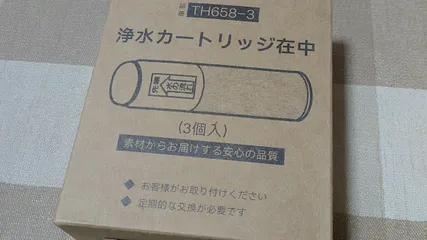 品番 TH658-3
浄水カートリッジ在中
(3個入)
素材からお届けする安心の品質
◆ お客様がお取り付けください
◆ 定期的な交換が必要です